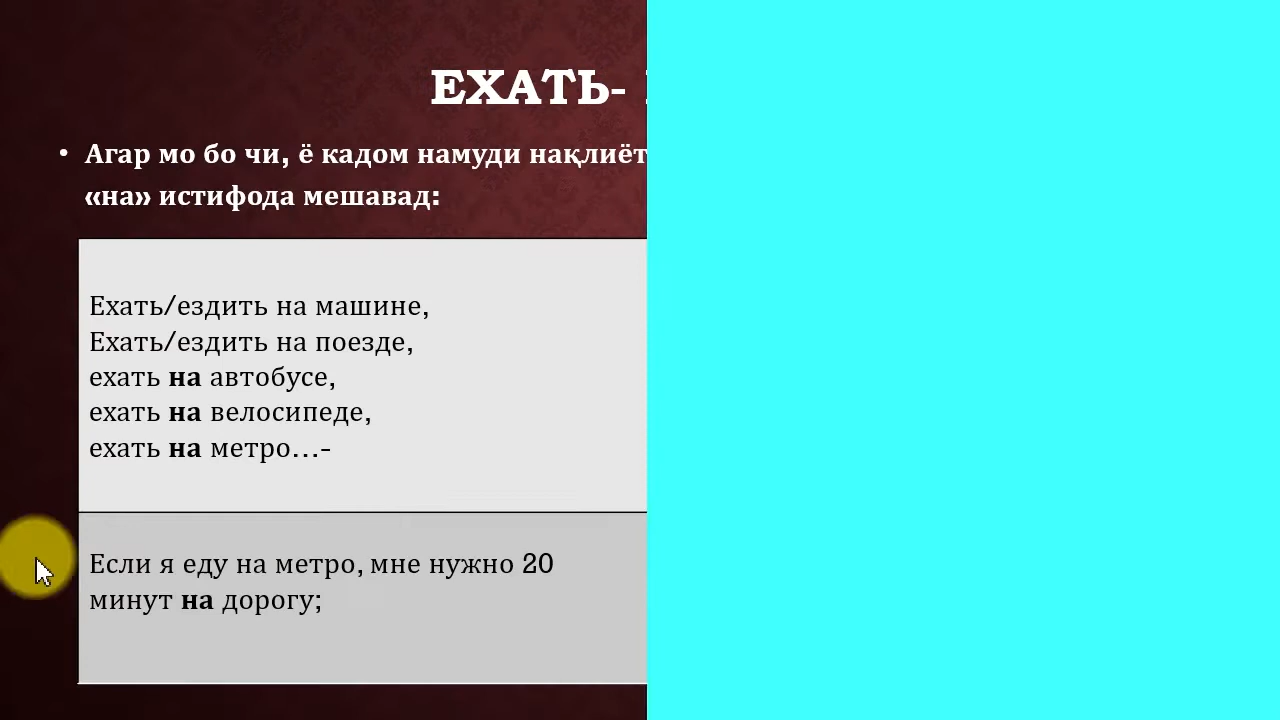 ЕХАТЬ-
• Агар мо бо чи, ё кадом намуди нақлиёт
«на» истифода мешавад:
Ехать/ездить на машине,
Ехать/ездить на поезде,
ехать на автобусе,
ехать на велосипеде,
ехать на метро...-
Если я еду на метро, мне нужно 20
минут на дорогу;